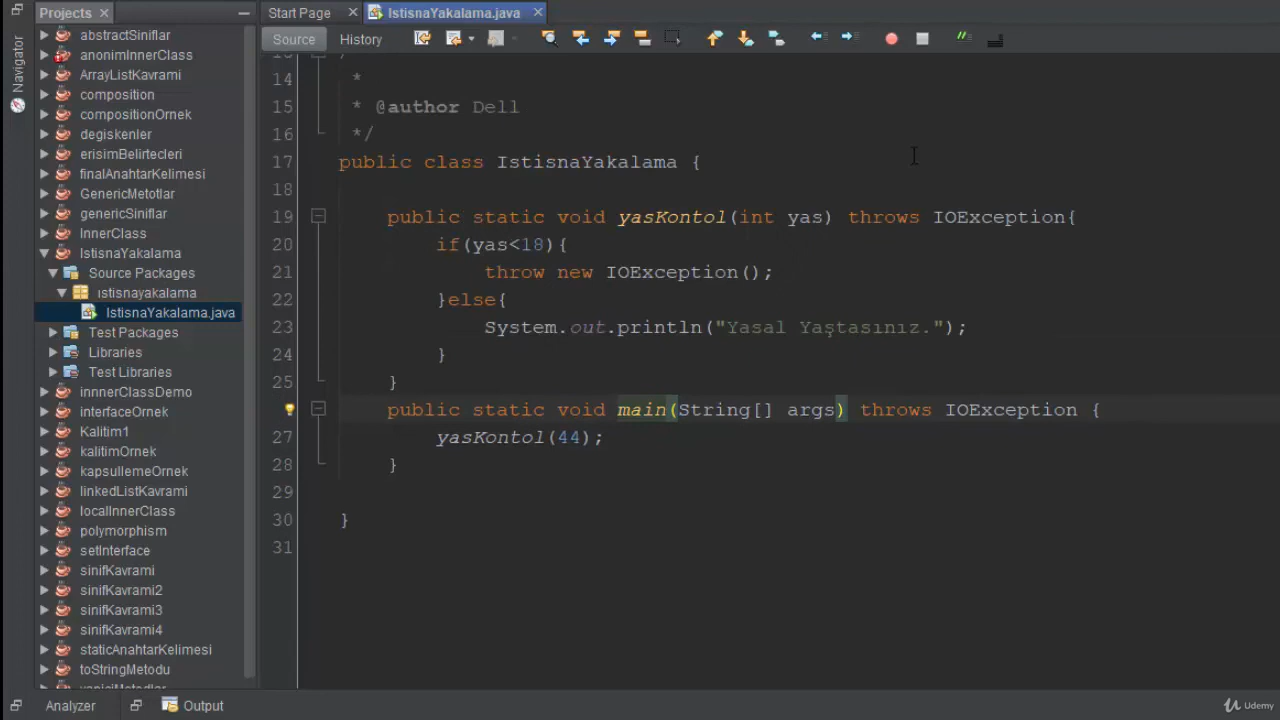 Projects
Start Page
IstisnaYakalama.java
Navigator
Source
History
abstractSiniflar
anonimInnerClass
ArrayListKavrami
composition
compositionOrnek
degiskenler
erisimBelirtecleri
finalAnahtarKelimesi
GenericMetotlar
genericSiniflar
InnerClass
IstisnaYakalama
Source Packages
ıstisnayakalama
IstisnaYakalama.java
Test Packages
Libraries
Test Libraries
innnerClassDemo
interfaceOrnek
Kalitim1
kalitimOrnek
kapsullemeOrnek
linkedListKavrami
localInnerClass
polymorphism
setInterface
sinifKavrami
sinifKavrami2
sinifKavrami3
sinifKavrami4
staticAnahtarKelimesi
toStringMetodu
14 *
15 * @author Dell
16 */
17 public class IstisnaYakalama {
18
19 public static void yasKontol(int yas) throws IOException{
20 if(yas<18){
21 throw new IOException();
22 }else{
23 System.out.println("Yasal Yaştasınız.");
24 }
25 }
public static void main(String[] args) throws IOException {
27 yasKontol(44);
28 }
29
30 }
31
Analyzer
Output
Udemy